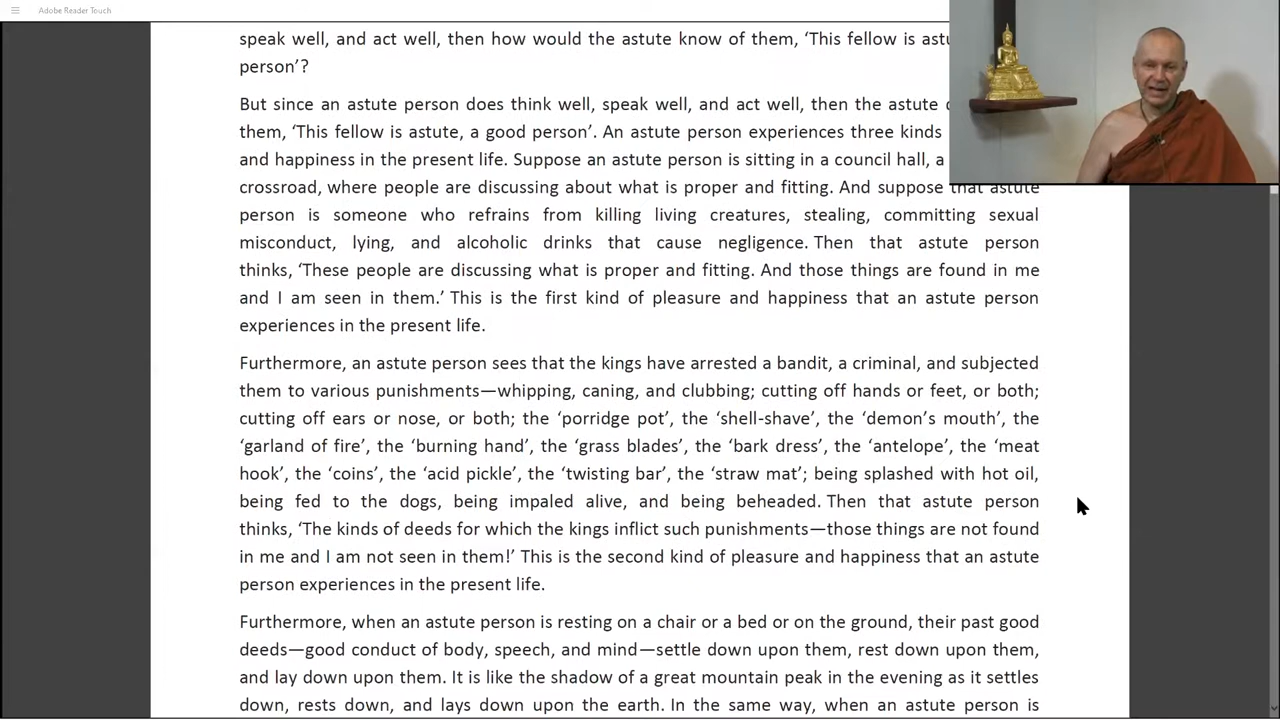 Adobe Reader Touch
speak well, and act well, then how would the astute know of them, ‘This fellow is
person’?
But since an astute person does think well, speak well, and act well, then the astute
them, ‘This fellow is astute, a good person’. An astute person experiences three kinds
and happiness in the present life. Suppose an astute person is sitting in a council hall, a
crossroad, where people are discussing about what is proper and fitting. And suppose that astute
person is someone who refrains from killing living creatures, stealing, committing sexual
misconduct, lying, and alcoholic drinks that cause negligence. Then that astute person
thinks, ‘These people are discussing what is proper and fitting. And those things are found in me
and I am seen in them.’ This is the first kind of pleasure and happiness that an astute person
experiences in the present life.
Furthermore, an astute person sees that the kings have arrested a bandit, a criminal, and subjected
them to various punishments—whipping, caning, and clubbing; cutting off hands or feet, or both;
cutting off ears or nose, or both; the ‘porridge pot’, the ‘shell-shave’, the ‘demon’s mouth’, the
‘garland of fire’, the ‘burning hand’, the ‘grass blades’, the ‘bark dress’, the ‘antelope’, the ‘meat
hook’, the ‘coins’, the ‘acid pickle’, the ‘twisting bar’, the ‘straw mat’; being splashed with hot oil,
being fed to the dogs, being impaled alive, and being beheaded. Then that astute person
thinks, ‘The kinds of deeds for which the kings inflict such punishments—those things are not found
in me and I am not seen in them!’ This is the second kind of pleasure and happiness that an astute
person experiences in the present life.
Furthermore, when an astute person is resting on a chair or a bed or on the ground, their past good
deeds—good conduct of body, speech, and mind—settle down upon them, rest down upon them,
and lay down upon them. It is like the shadow of a great mountain peak in the evening as it settles
down, rests down, and lays down upon the earth. In the same way, when an astute person is